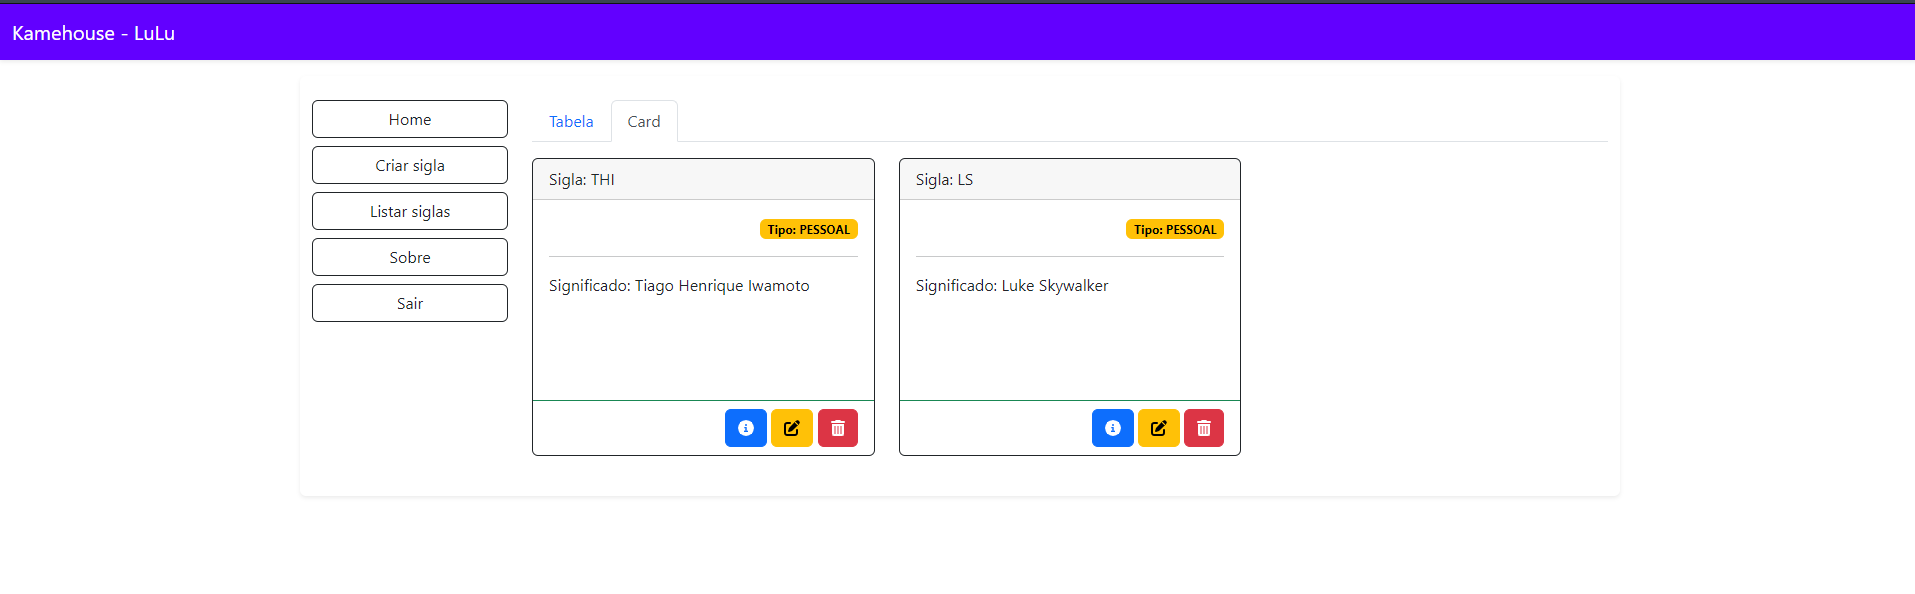 Kamehouse - LuLu
Home
Criar sigla
Listar siglas
Sobre
Sair
Tabela
Card
Sigla: THI
Tipo: PESSOAL
Significado: Tiago Henrique Iwamoto
Sigla: LS
Tipo: PESSOAL
Significado: Luke Skywalker